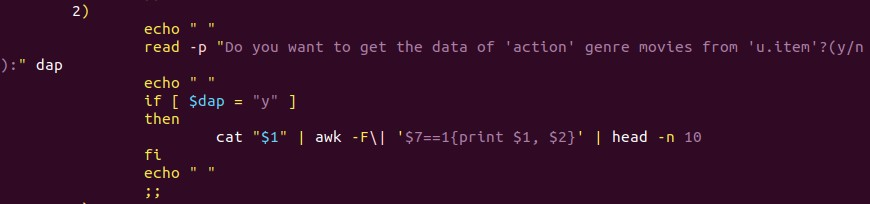 2)
echo " "
read -p "Do you want to get the data of 'action' genre movies from 'u.item'?(y/n
):" dap
echo " "
if [ $dap = "y" ]
then
cat "$1" | awk -F\| '$7==1{print $1, $2}' | head -n 10
fi
echo " "
;;